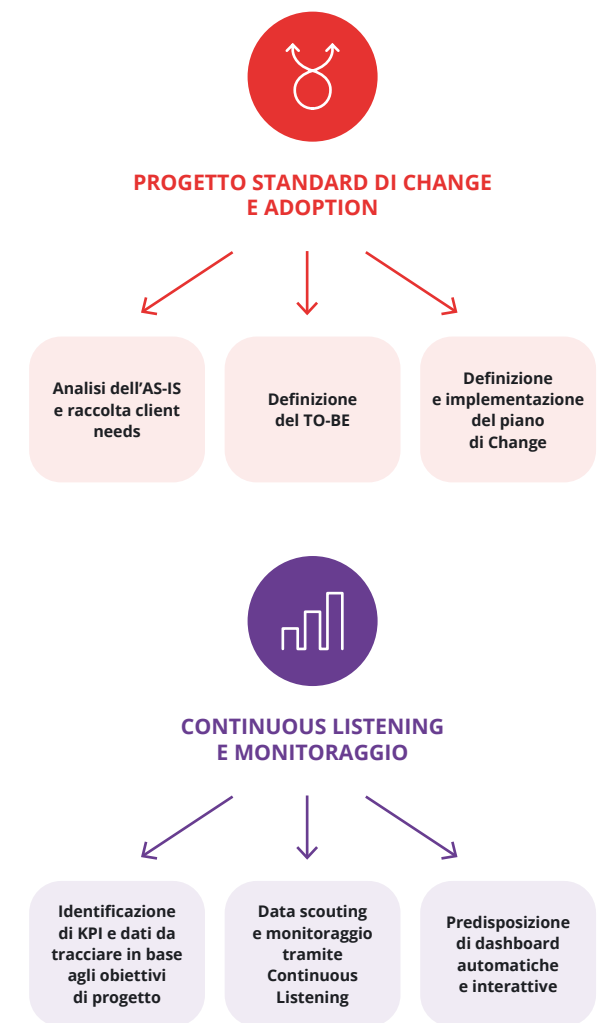 PROGETTO STANDARD DI CHANGE
E ADOPTION
Analisi dell’AS-IS
e raccolta client
needs
Definizione
del TO-BE
Definizione
e implementazione
del piano
di Change
CONTINUOUS LISTENING
E MONITORAGGIO
Identificazione
di KPI e dati da
tracciare in base
agli obiettivi
di progetto
Data scouting
e monitoraggio
tramite
Continuous
Listening
Predisposizione
di dashboard
automatiche
e interattive